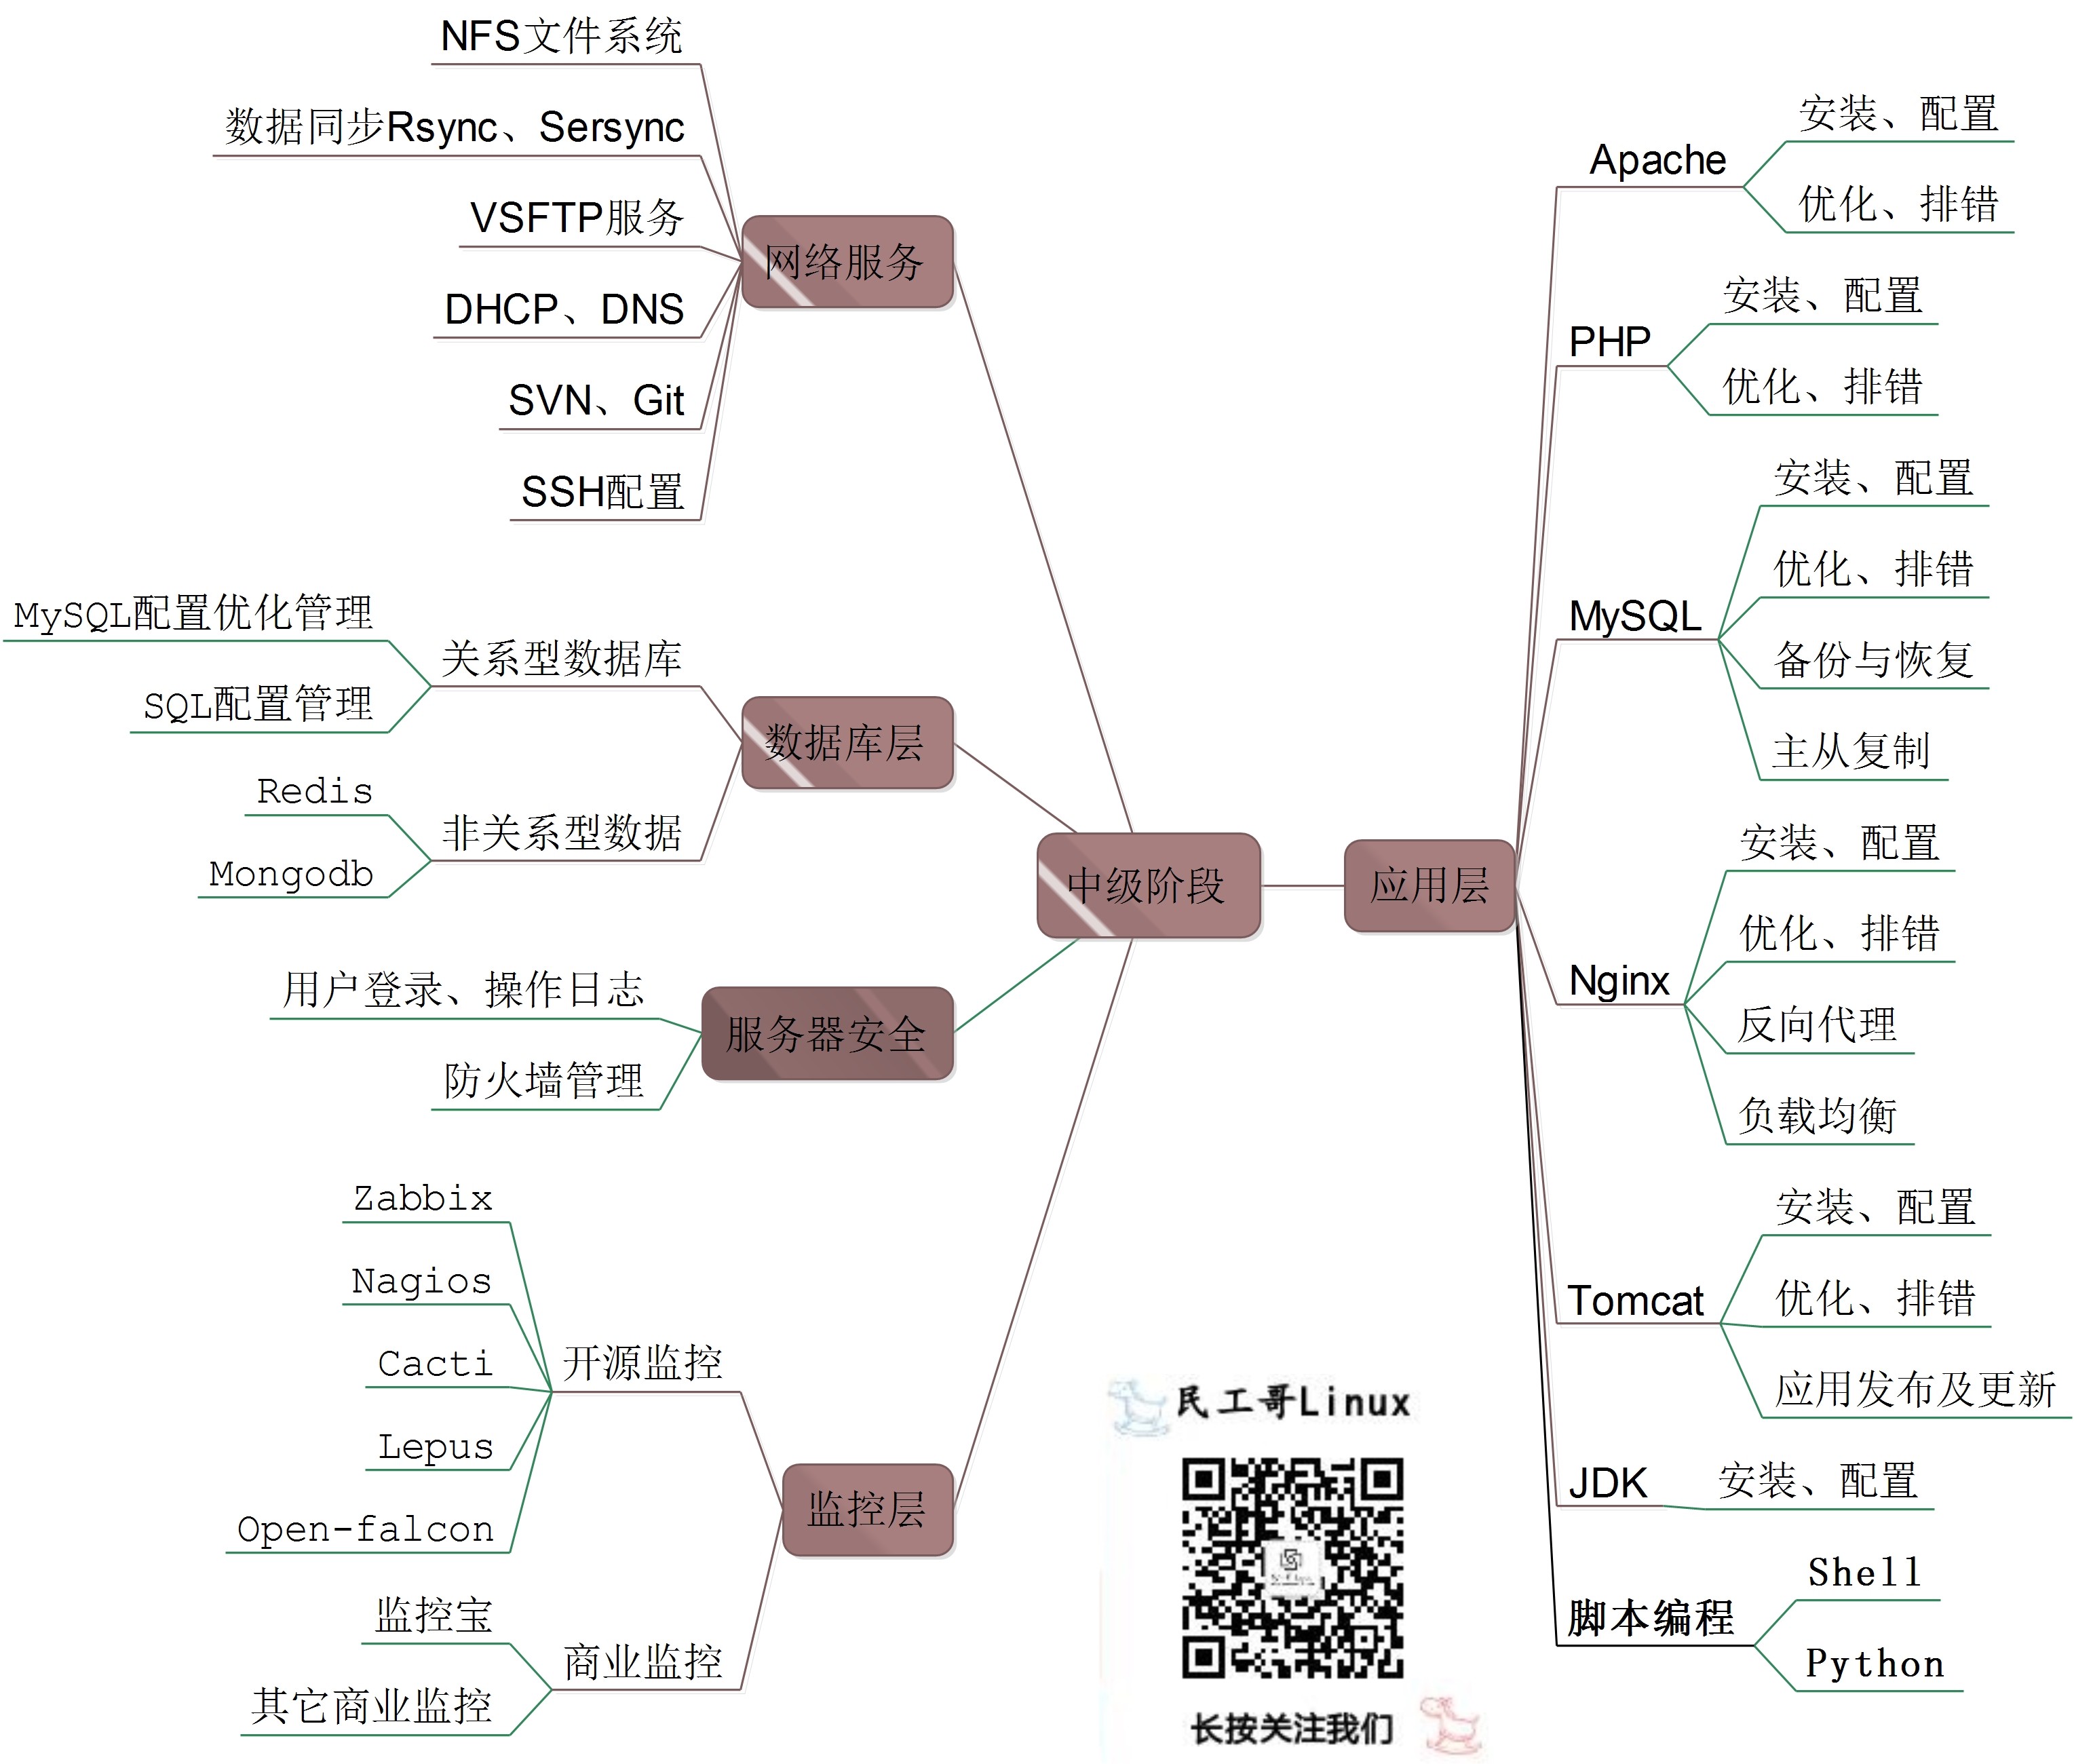 NFS文件系统
数据同步Rsync、Sersync
VSFTP服务
DHCP、DNS
SVN、Git
SSH配置
网络服务
MySQL配置优化管理
SQL配置管理
关系型数据库
Redis
Mongodb
非关系型数据
数据库层
用户登录、操作日志
防火墙管理
服务器安全
Zabbix
Nagios
Cacti
Lepus
Open-falcon
开源监控
监控宝
其它商业监控
商业监控
监控层
中级阶段
应用层
Apache
安装、配置
优化、排错
PHP
安装、配置
优化、排错
MySQL
安装、配置
优化、排错
备份与恢复
主从复制
Nginx
安装、配置
优化、排错
反向代理
负载均衡
Tomcat
安装、配置
优化、排错
应用发布及更新
JDK
安装、配置
脚本编程
Shell
Python
民工哥Linux
长按关注我们